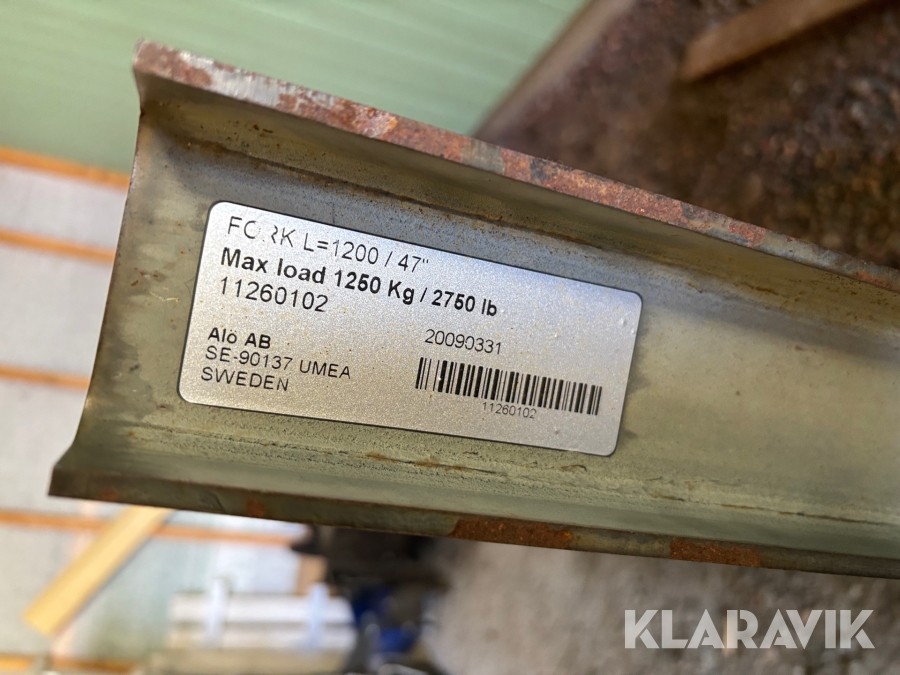 FORK L=1200 / 47"
Max load 1250 Kg / 2750 lb
11260102
Alö AB
SE-90137 UMEA
SWEDEN
20090331
11260102
KLARAVIK